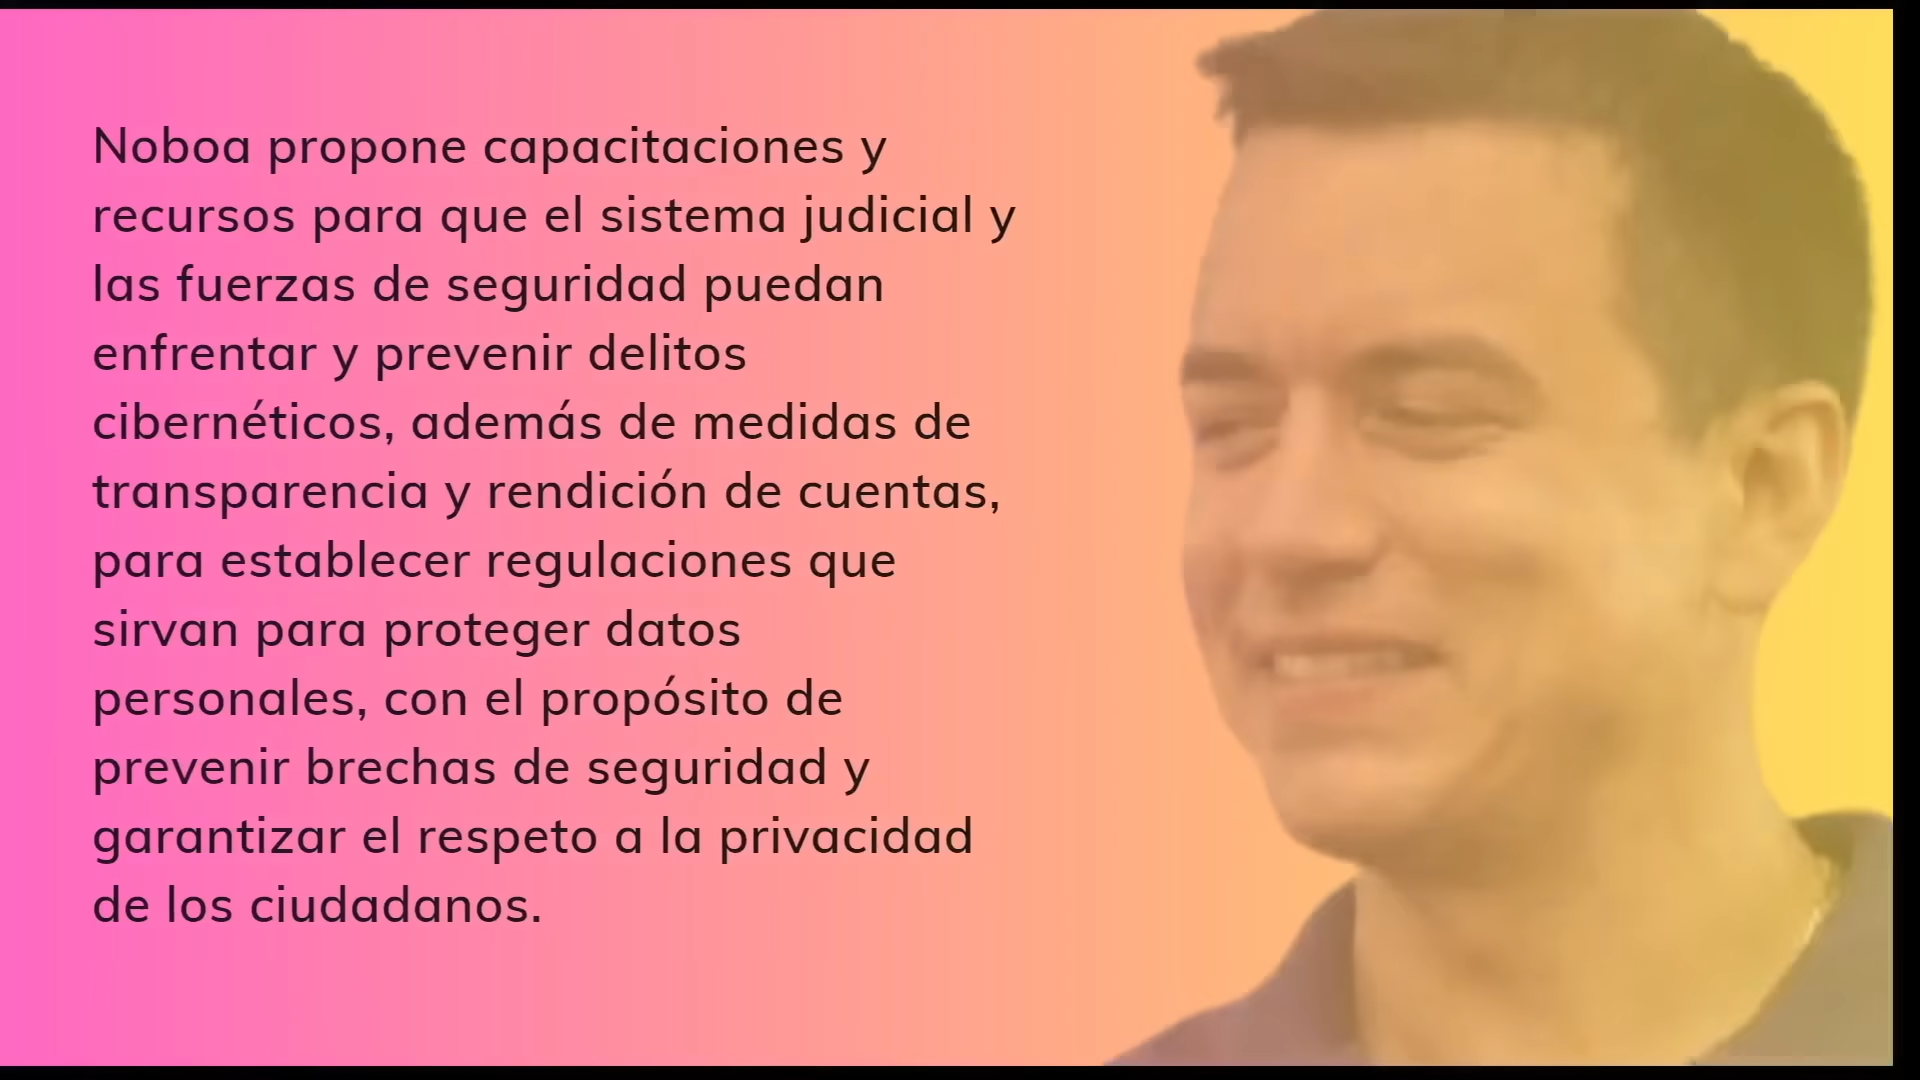 Noboa propone capacitaciones y
recursos para que el sistema judicial y
las fuerzas de seguridad puedan
enfrentar y prevenir delitos
cibernéticos, además de medidas de
transparencia y rendición de cuentas,
para establecer regulaciones que
sirvan para proteger datos
personales, con el propósito de
prevenir brechas de seguridad y
garantizar el respeto a la privacidad
de los ciudadanos.